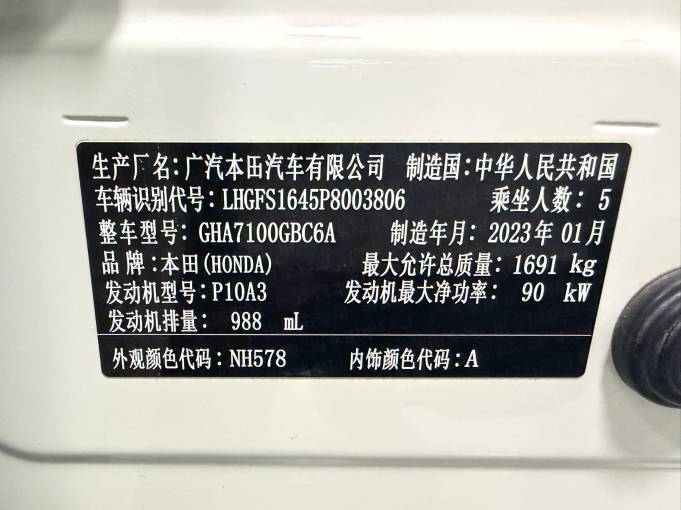 生产厂名：广汽本田汽车有限公司 制造国：中华人民共和国
车辆识别代号：LHGFS1645P8003806 乘坐人数：5
整车型号：GHA7100GBC6A 制造年月：2023年01月
品牌：本田(HONDA) 最大允许总质量：1691 kg
发动机型号：P10A3 发动机最大净功率：90 kW
发动机排量：988 mL
外观颜色代码：NH578 内饰颜色代码：A